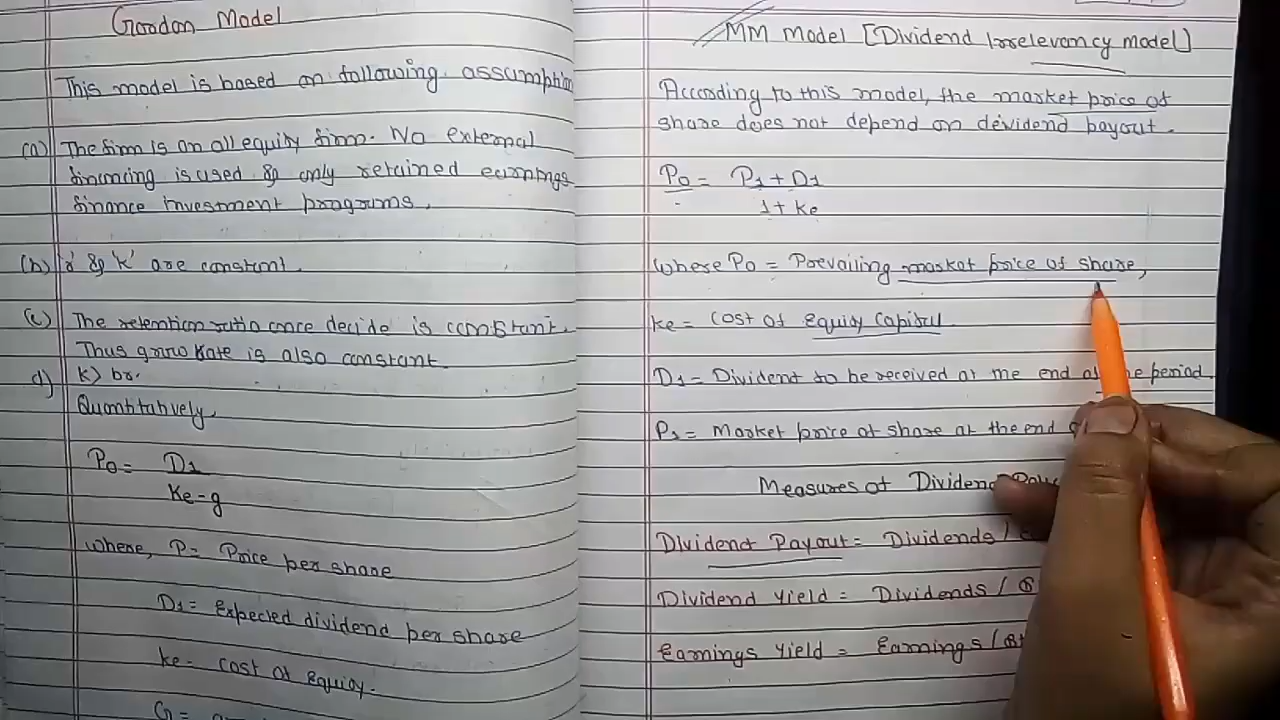 Gordon Model
This model is based on following assumption
(a) The firm is an all equity firm. No external
financing is used & only retained earnings
finance investment programs.
(b) 'r' & 'K' are constant.
(c) The retention ratio once decide is constant.
Thus grow Rate is also constant.
d) K> br.
Quantitatively,
P0 = D1
Ke-g
where, P= Price per share
D1= Expected dividend per share
Ke= cost of equity.
G=
MM Model [Dividend Irrelevancy model]
According to this model, the market price of
share does not depend on dévidend payout.
P0 = P1 + D1
1 + Ke
where P0 = Prevailing market price of share,
Ke= cost of equity capital
D1= Divident to be received at the end of the period.
P1= Market price of share at the end
Measures of Dividend
Divident Payout= Dividends /
Dividend Yield = Dividends /
Earnings Yield = Earnings /